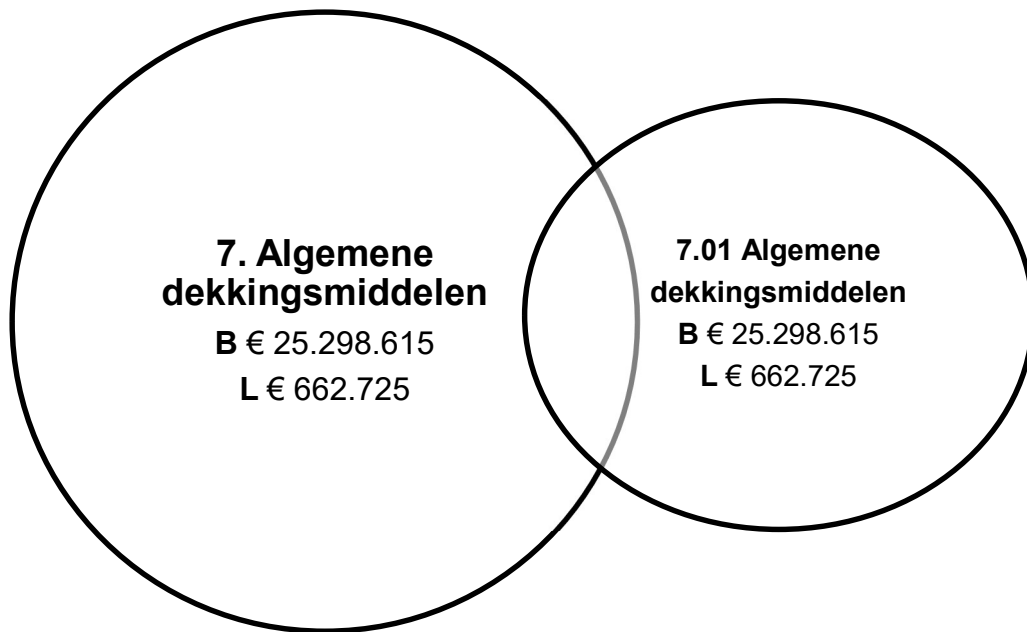 7. Algemene
dekkingsmiddelen
B € 25.298.615
L € 662.725
7.01 Algemene
dekkingsmiddelen
B € 25.298.615
L € 662.725